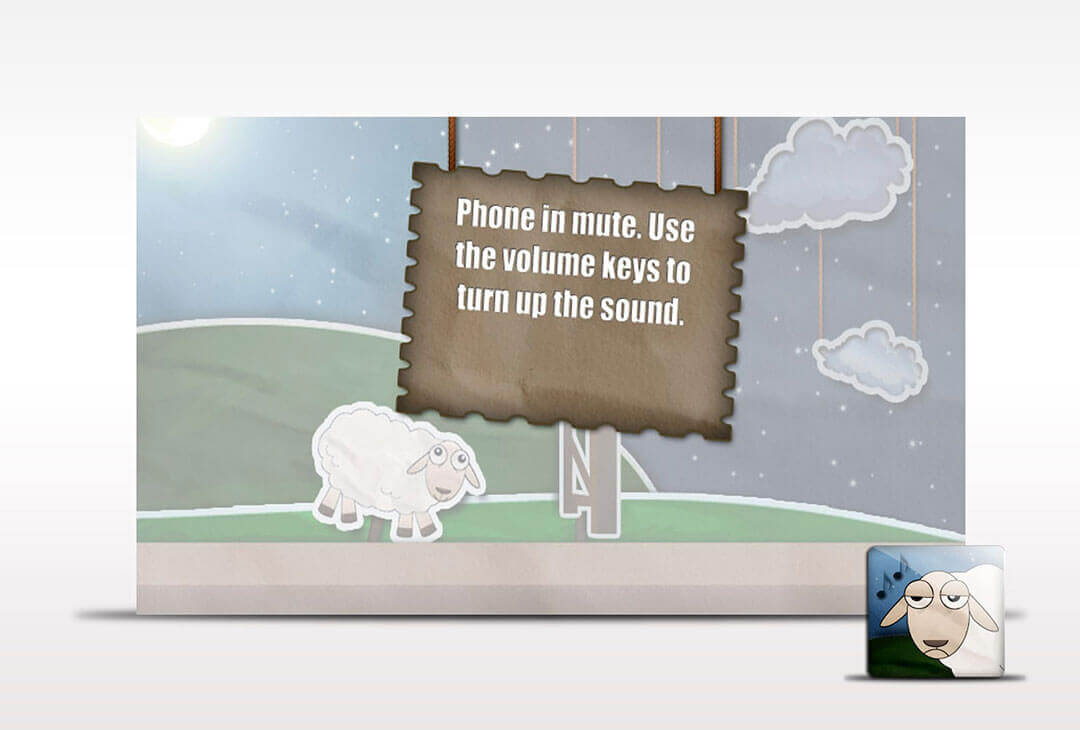 Phone in mute. Use
the volume keys to
turn up the sound.